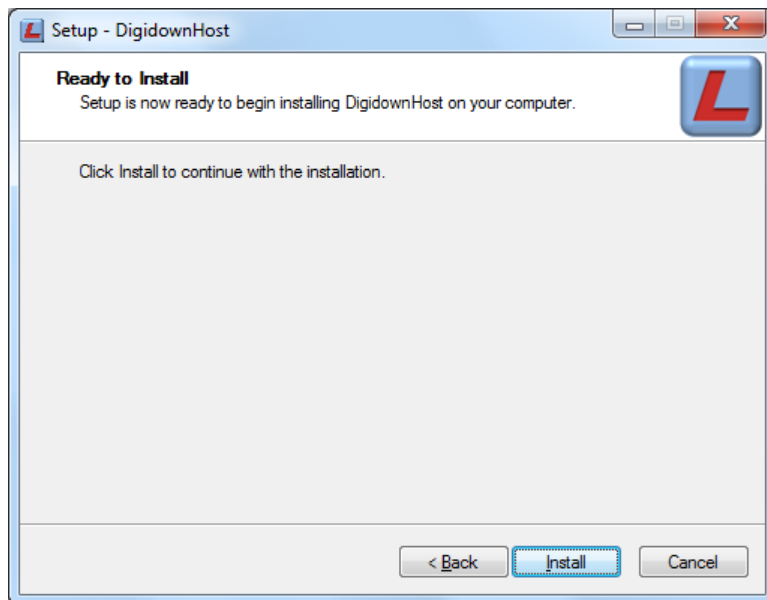 L Setup - DigidownHost
Ready to Install
Setup is now ready to begin installing DigidownHost on your computer.
L
Click Install to continue with the installation.
< Back Install Cancel